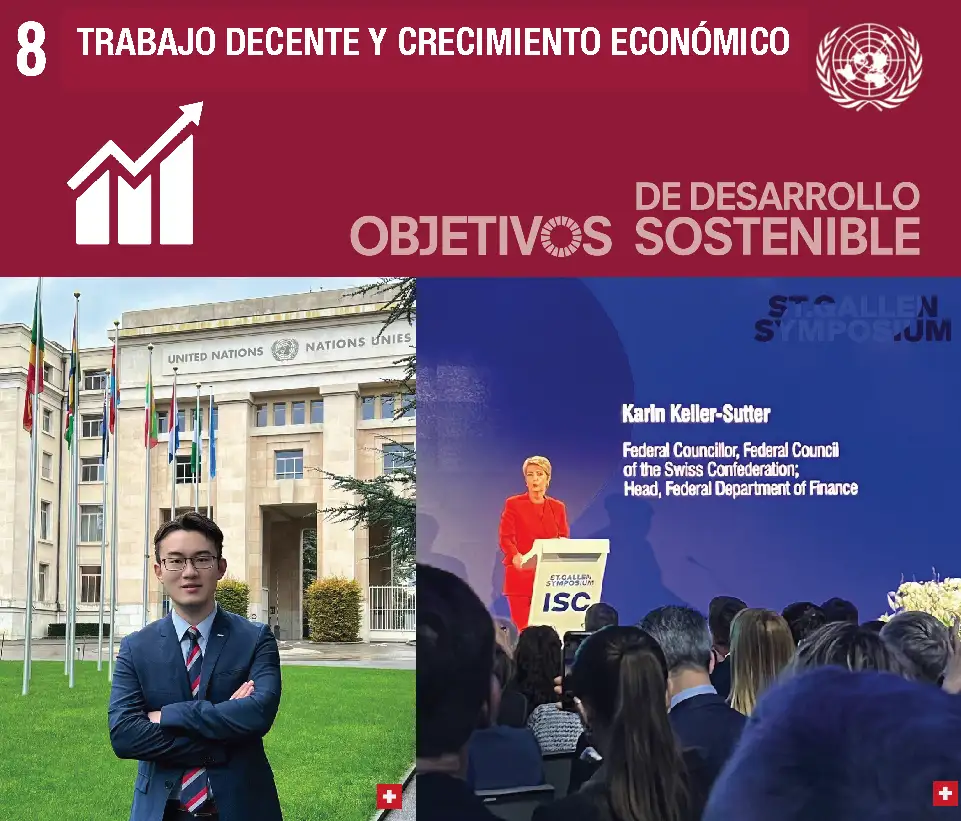 8 TRABAJO DECENTE Y CRECIMIENTO ECONÓMICO
OBJETIVOS
DE DESARROLLO
SOSTENIBLE
UNITED NATIONS NATIONS UNIES
ST.GALLEN
SYMPOSIUM
Karin Keller-Sutter
Federal Councillor, Federal Council
of the Swiss Confederation;
Head, Federal Department of Finance
ST.GALLEN
SYMPOSIUM
ISC